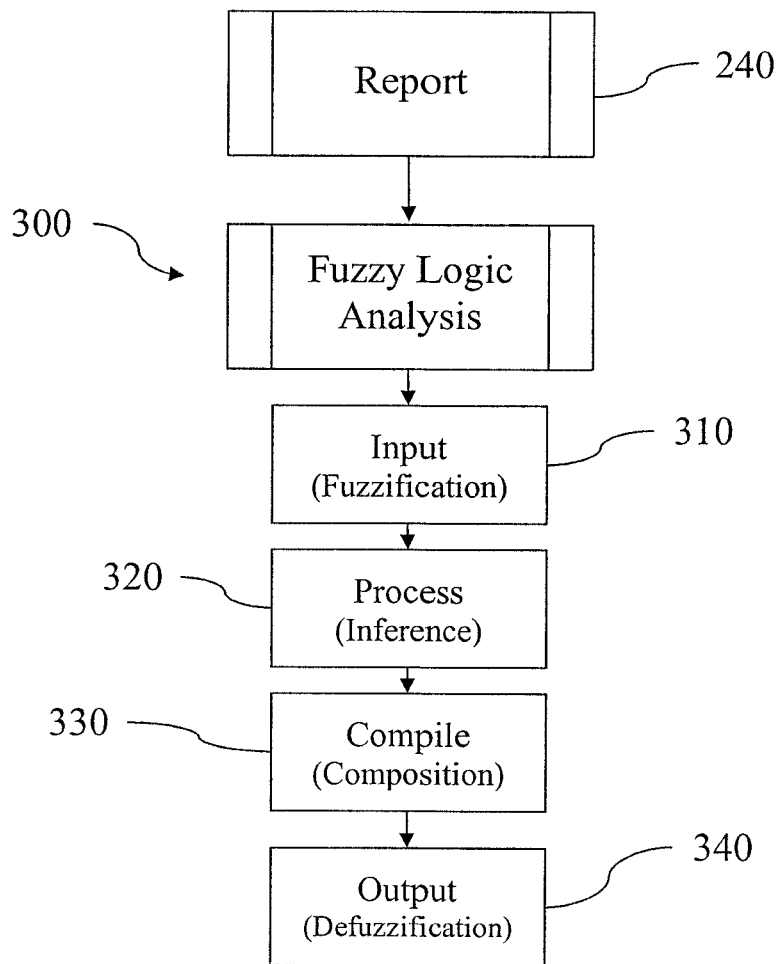 Report
240
300
Fuzzy Logic
Analysis
Input
(Fuzzification)
310
320
Process
(Inference)
330
Compile
(Composition)
340
Output
(Defuzzification)